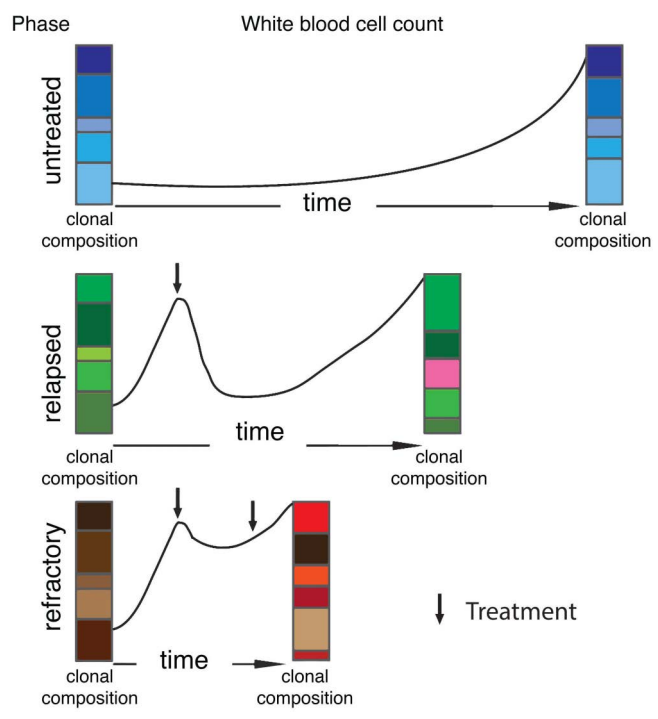 Phase
White blood cell count
untreated
time
clonal
composition
clonal
composition
relapsed
time
clonal
composition
clonal
composition
refractory
time
clonal
composition
clonal
composition
Treatment